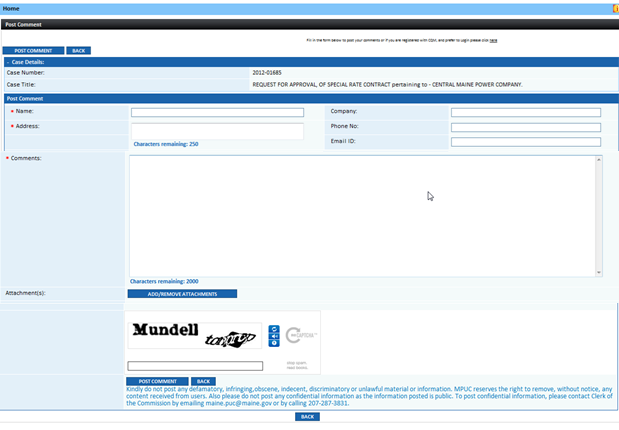 Home
Post Comment
Fill in the form below to post your comments or if you are registered with CQM, and prefer to Login please click here
POST COMMENT BACK
- Case Details:
Case Number: 2012-01685
Case Title: REQUEST FOR APPROVAL, OF SPECIAL RATE CONTRACT pertaining to - CENTRAL MAINE POWER COMPANY.
Post Comment
* Name: Company:
* Address: Phone No:
Characters remaining: 250 Email ID:
* Comments:
Characters remaining: 2000
Attachment(s): ADD/REMOVE ATTACHMENTS
Mundell
POST COMMENT BACK
Kindly do not post any defamatory, infringing,obscene, indecent, discriminatory or unlawful material or information. MPUC reserves the right to remove, without notice, any
content received from users. Also please do not post any confidential information as the information posted is public. To post confidential information, please contact Clerk of
the Commission by emailing maine.puc@maine.gov or by calling 207-287-3831.
BACK